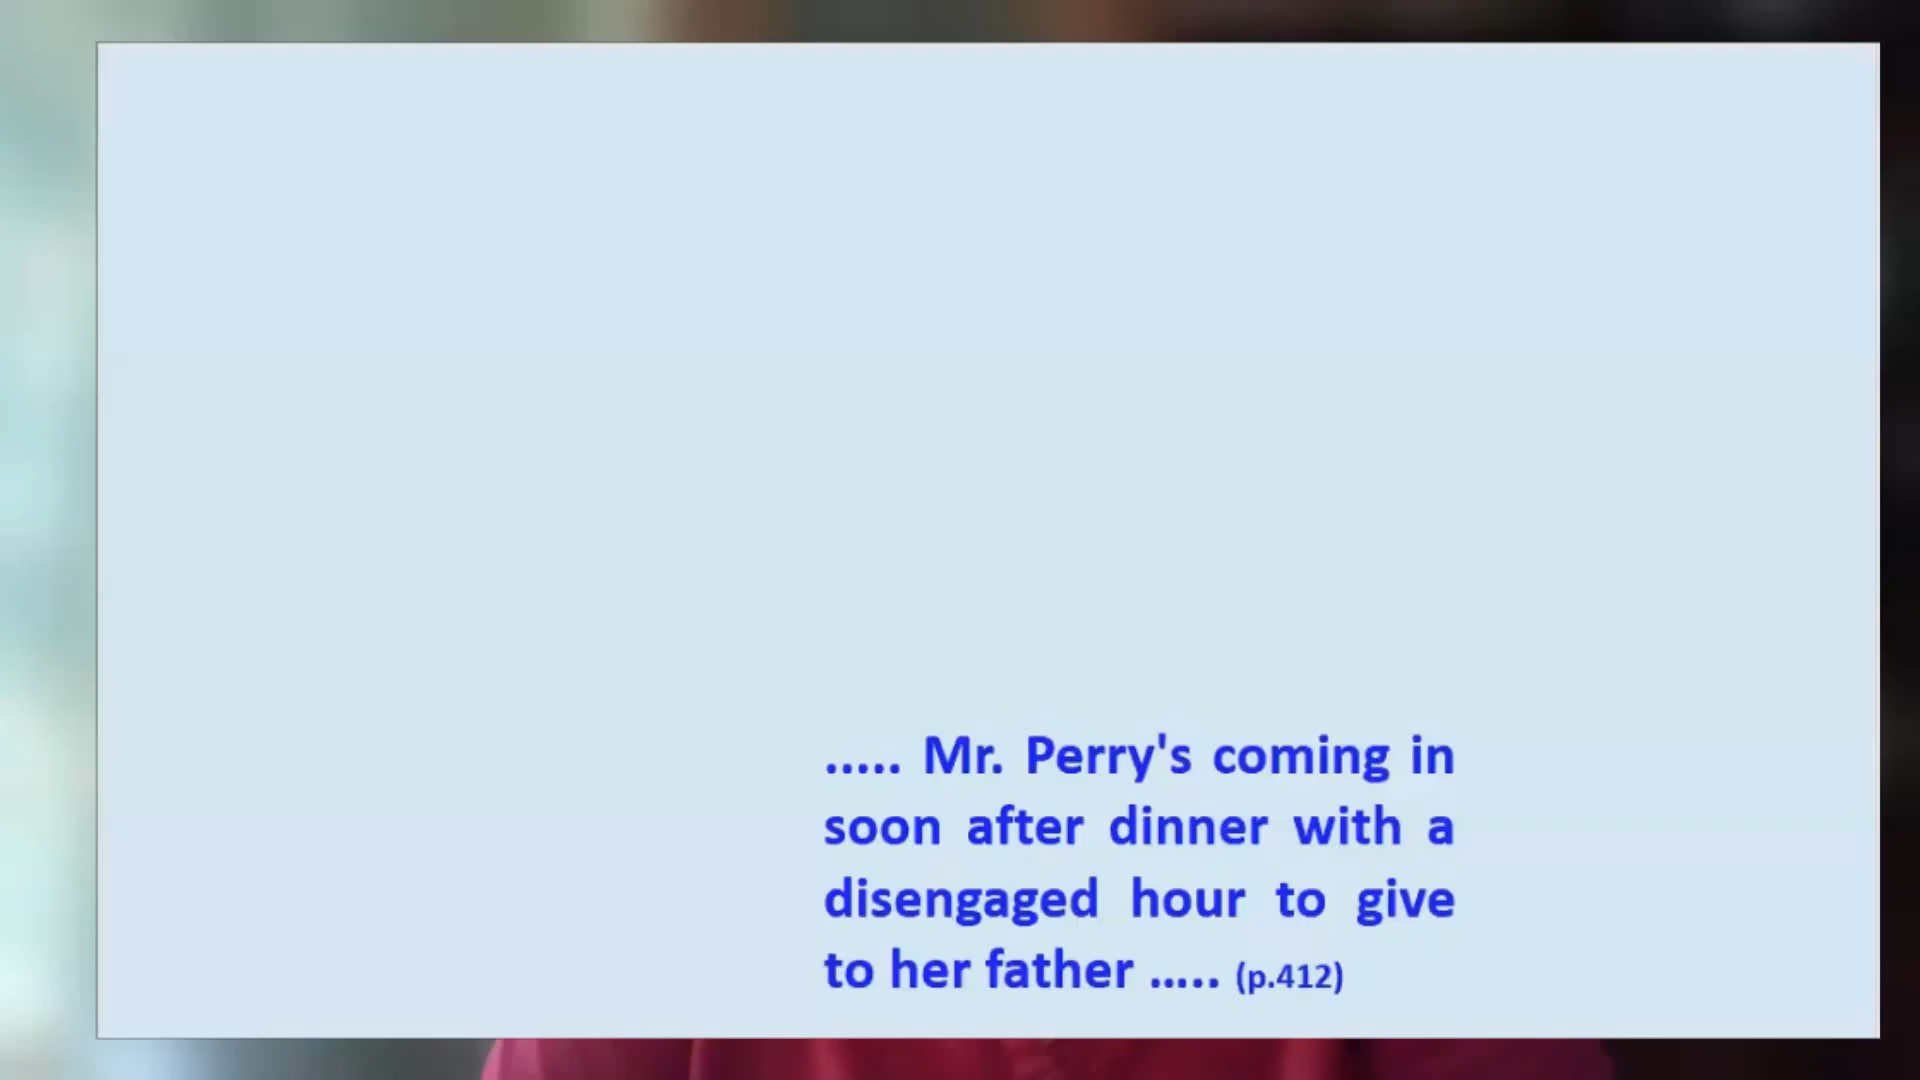 ..... Mr. Perry's coming in
soon after dinner with a
disengaged hour to give
to her father ..... (p.412)